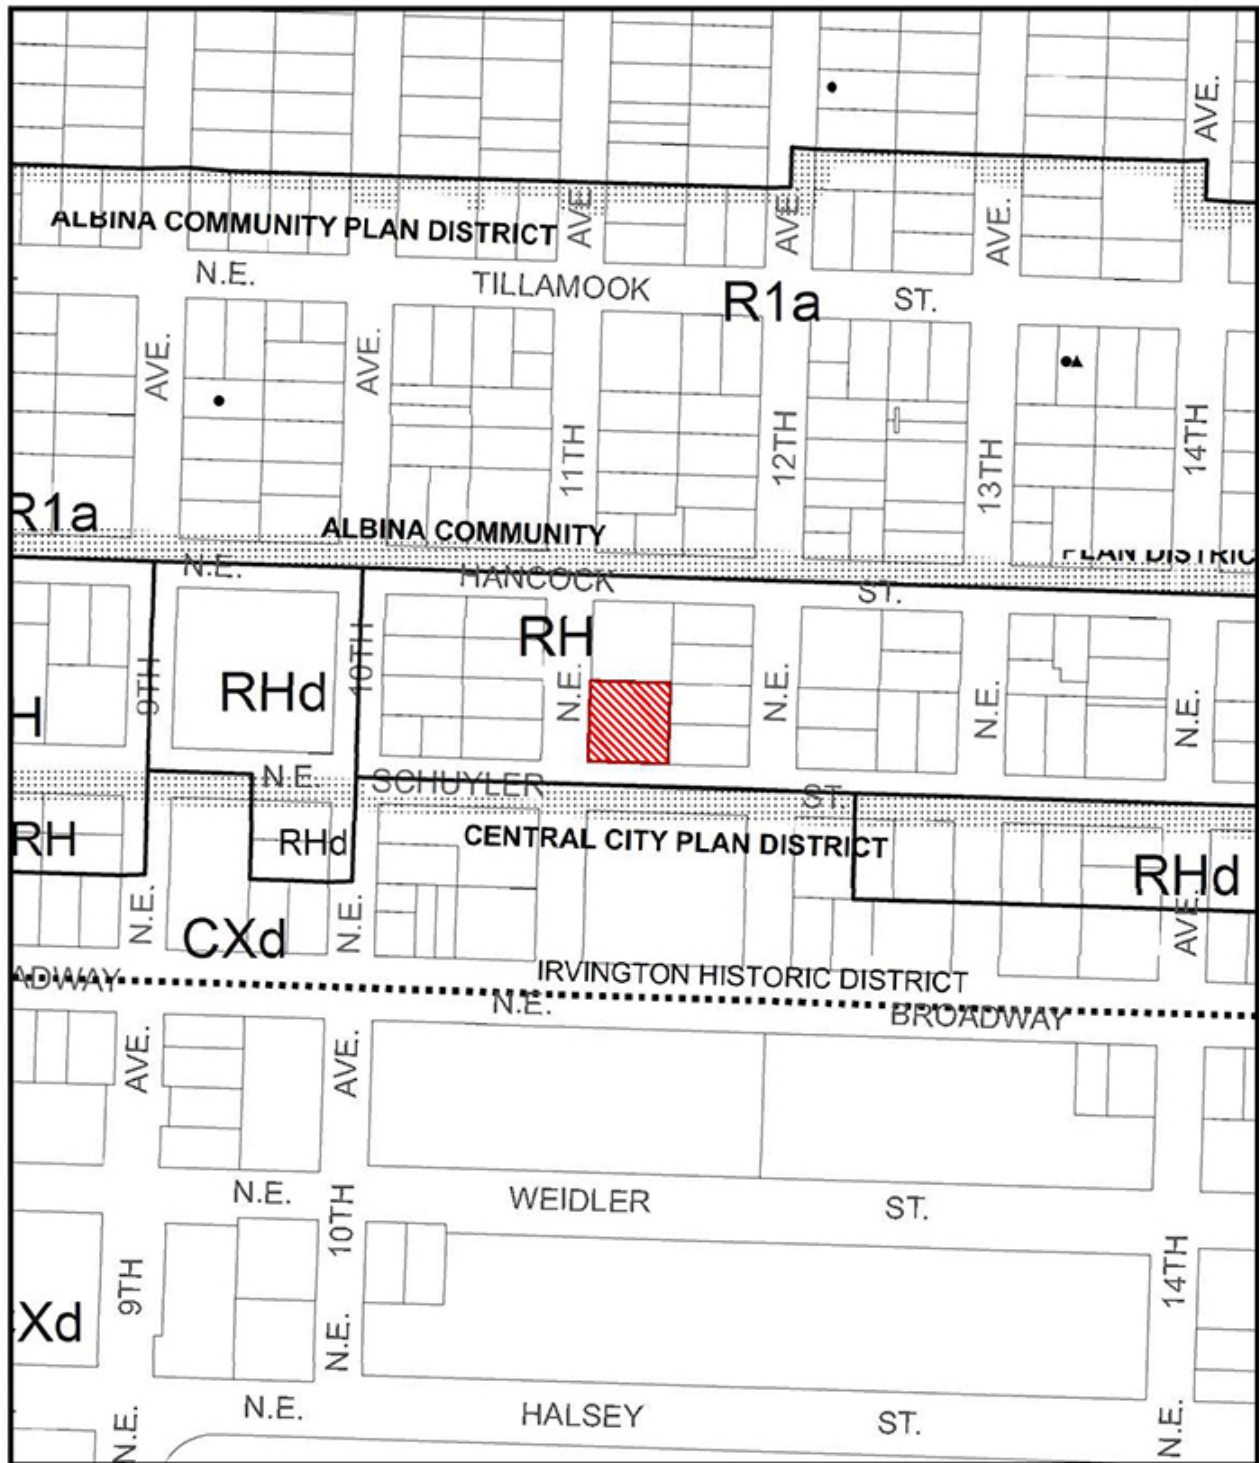 AVE.
ALBINA COMMUNITY PLAN DISTRICT
AVE.
AVE.
AVE.
N.E.
TILLAMOOK
R1a
ST.
AVE.
AVE.
11TH
12TH
13TH
14TH
R1a
ALBINA COMMUNITY
PLAN DISTRIC
N.E.
HANCOCK
ST.
RH
9TH
RHd
10TH
N.E.
N.E.
N.E.
N.E.
H
N.E.
SCHUYLER
ST.
RH
RHd
CENTRAL CITY PLAN DISTRICT
RHd
N.E.
CXd
N.E.
AVE.
IRVINGTON HISTORIC DISTRICT
ADWAY
N.E.
BROADWAY
AVE.
AVE.
N.E.
10TH
WEIDLER
ST.
9TH
14TH
Xd
N.E.
N.E.
HALSEY
ST.
N.E.
N.E.